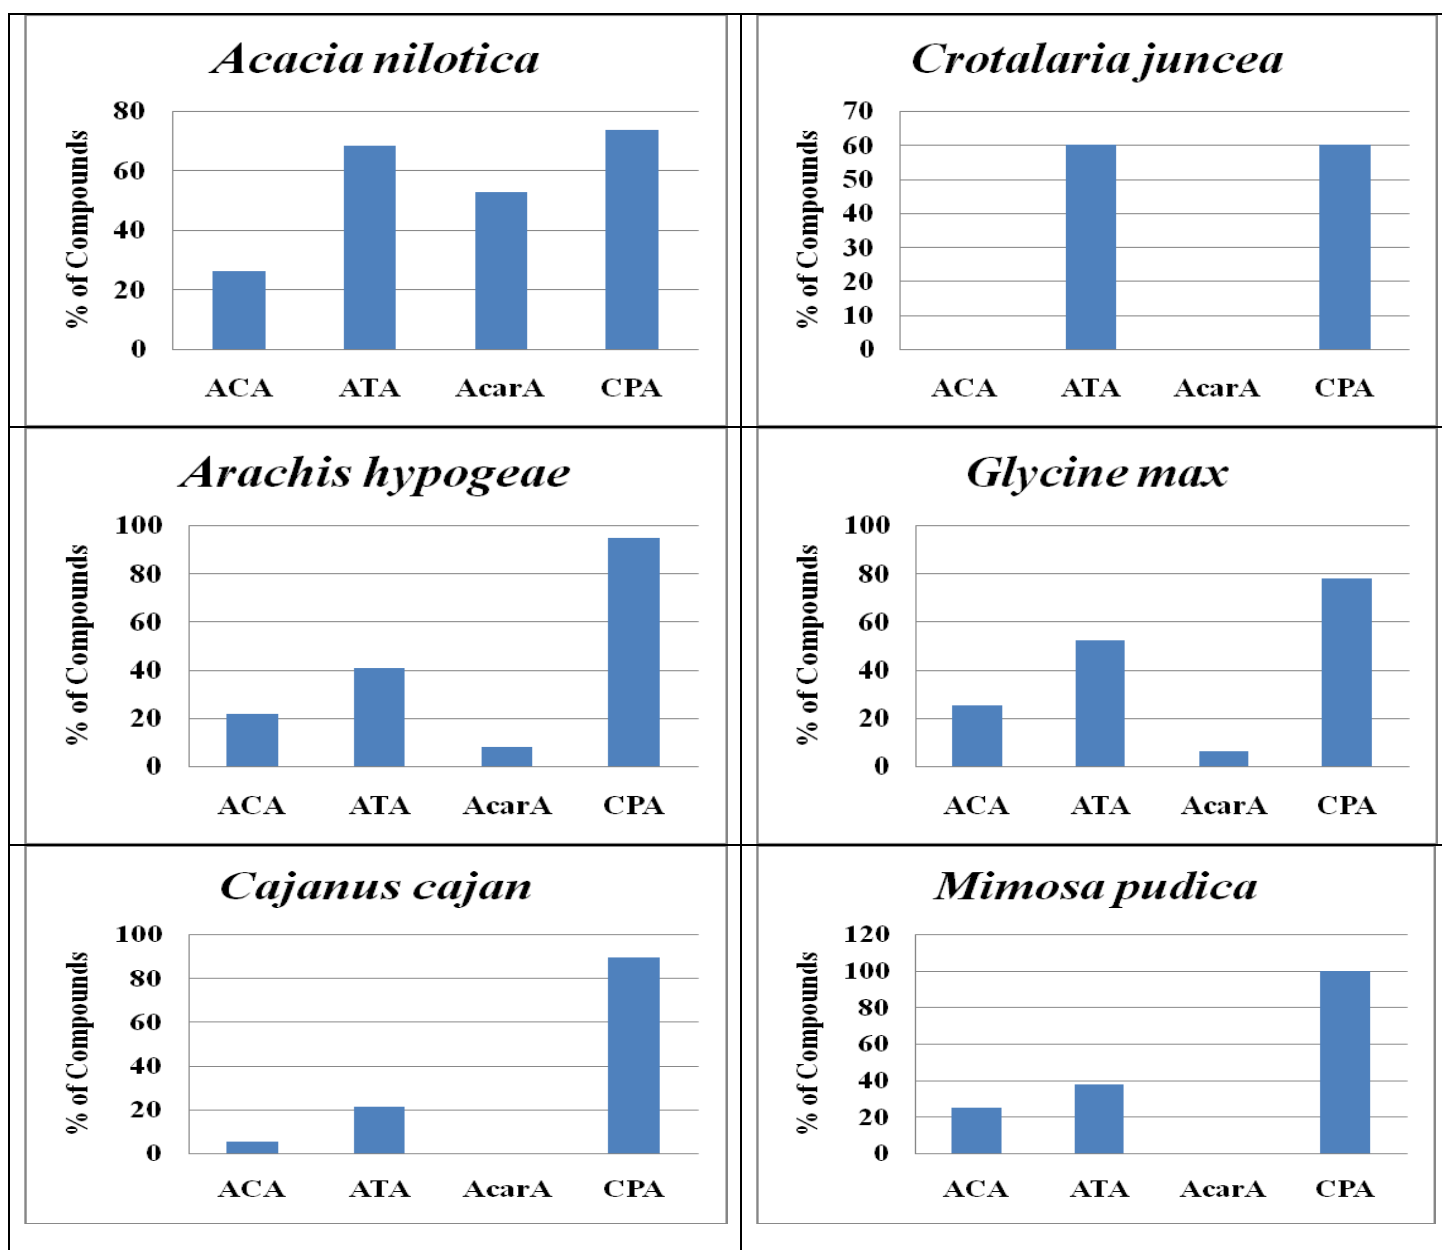 Acacia nilotica
% of Compounds
80
60
40
20
0
ACA ATA AcarA CPA
Crotalaria juncea
% of Compounds
70
60
50
40
30
20
10
0
ACA ATA AcarA CPA
Arachis hypogeae
% of Compounds
100
80
60
40
20
0
ACA ATA AcarA CPA
Glycine max
% of Compounds
100
80
60
40
20
0
ACA ATA AcarA CPA
Cajanus cajan
% of Compounds
100
80
60
40
20
0
ACA ATA AcarA CPA
Mimosa pudica
% of Compounds
120
100
80
60
40
20
0
ACA ATA AcarA CPA